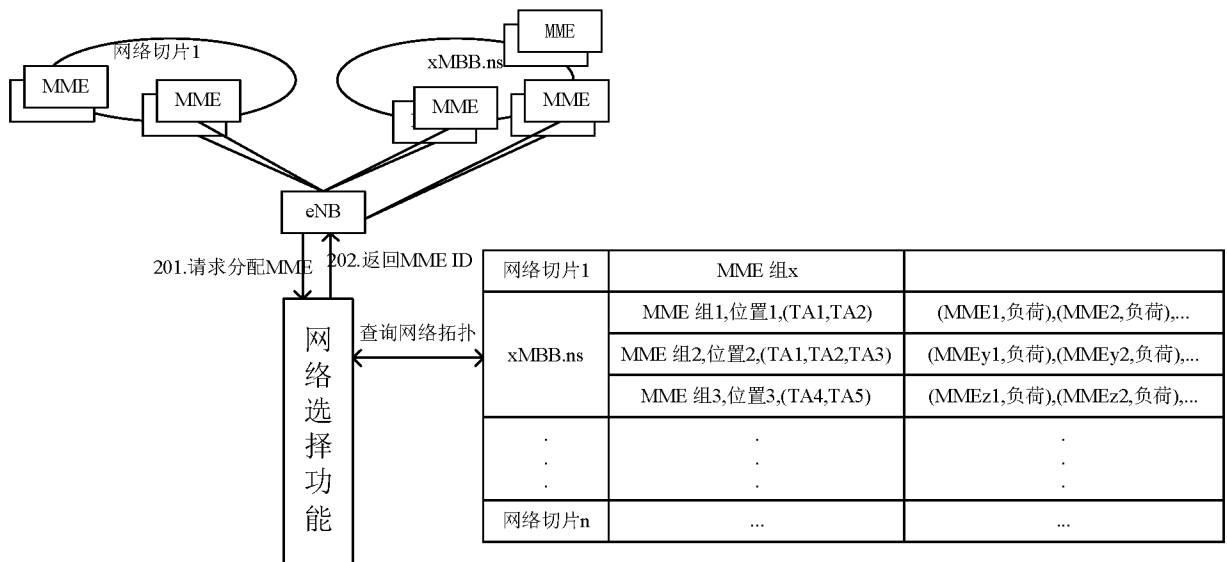 MME
网络切片1
xMBB.ns
MME
MME
MME
MME
eNB
201.请求分配MME
202.返回MME ID
网络选择功能
查询网络拓扑
网络切片1
MME 组x
xMBB.ns
MME 组1,位置1,(TA1,TA2)
(MME1,负荷),(MME2,负荷),...
MME 组2,位置2,(TA1,TA2,TA3)
(MMEy1,负荷),(MMEy2,负荷),...
MME 组3,位置3,(TA4,TA5)
(MMEz1,负荷),(MMEz2,负荷),...
网络切片n
...
...